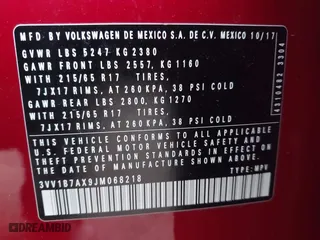 MFD BY VOLKSWAGEN DE MEXICO S.A. DE C.V. MEXICO 10/17
GVWR LBS 5247 KG 2380
GAWR FRONT LBS 2557, KG 1160
WITH 215/65 R17 TIRES,
7JX17 RIMS, AT 260 KPA, 38 PSI COLD
GAWR REAR LBS 2800, KG 1270
WITH 215/65 R17 TIRES,
7JX17 RIMS, AT 260 KPA, 38 PSI COLD
THIS VEHICLE CONFORMS TO ALL APPLICABLE
U.S. FEDERAL MOTOR VEHICLE SAFETY AND
THEFT PREVENTION STANDARDS IN EFFECT ON
THE DATE OF MANUFACTURE SHOWN ABOVE.
3VV1B7AX9JM068218
TYPE: MPV